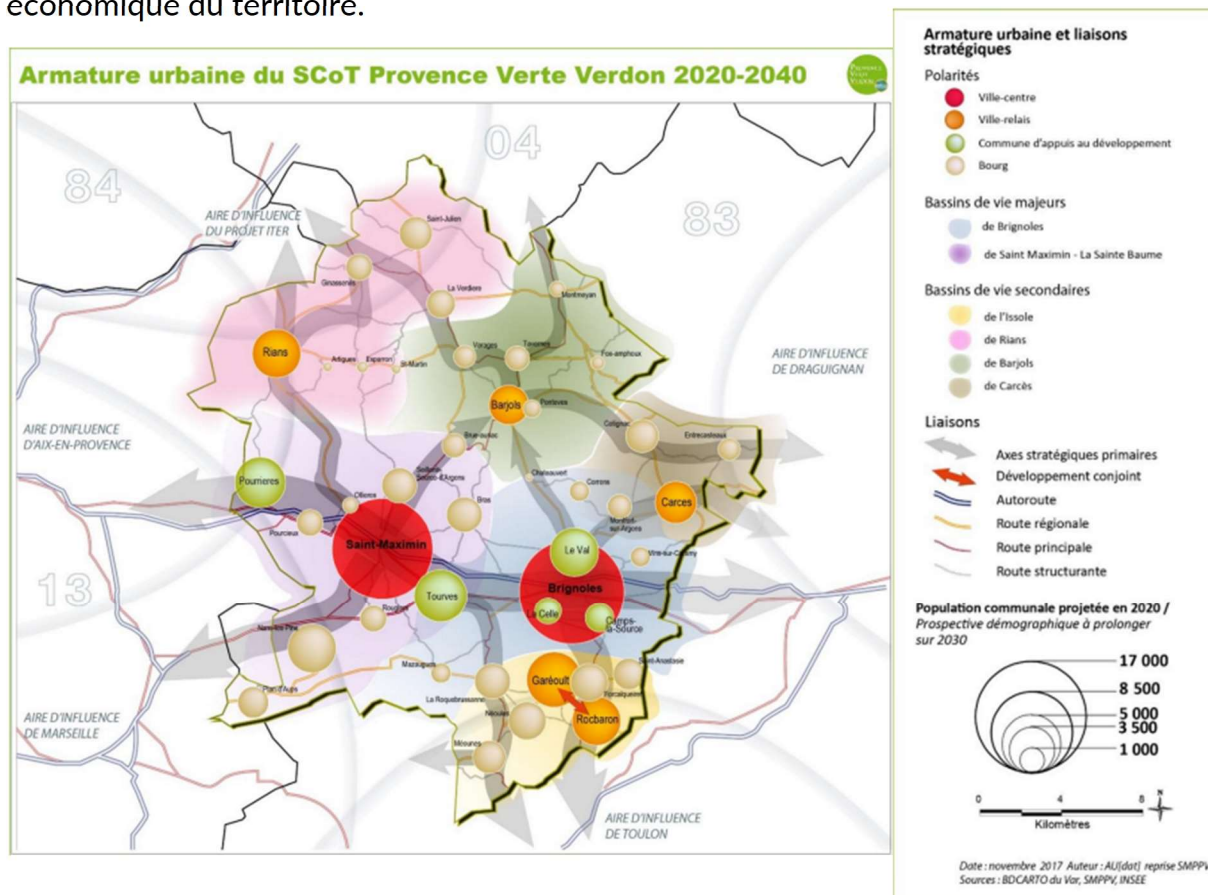 économique du territoire.
Armature urbaine du SCoT Provence Verte Verdon 2020-2040
PROVENCE
VERTE
VERDON
84
04
83
13
AIRE D'INFLUENCE
DU PROJET ITER
AIRE D'INFLUENCE
DE DRAGUIGNAN
AIRE D'INFLUENCE
D'AIX-EN-PROVENCE
AIRE D'INFLUENCE
DE MARSEILLE
AIRE D'INFLUENCE
DE TOULON
Saint-Julien
Ginasservis
La Verdiere
Montmeyan
Rians
Artigues
Esparron
St-Martin
Varages
Tavernes
Fox-amphoux
Barjols
Ponteves
Cotignac
Entrecasteaux
Brue-auriac
Pourrieres
Ollieres
Seillons-
Source-d'Argens
Bras
Chateauvert
Correns
Montfort-
sur-Argens
Carces
Pourcieux
Saint-Maximin
Le Val
Vins-sur-Caramy
Brignoles
Tourves
La Celle
Camps-
la-Source
Rougiers
Nans-les-Pins
Plan d'Aups
Mazaugues
La Roquebrussanne
Garéoult
Forcalqueiret
Saint-Anastasie
Néoules
Rocbaron
Méounes
Armature urbaine et liaisons
stratégiques
Polarités
Ville-centre
Ville-relais
Commune d'appuis au développement
Bourg
Bassins de vie majeurs
de Brignoles
de Saint Maximin - La Sainte Baume
Bassins de vie secondaires
de l'Issole
de Rians
de Barjols
de Carcès
Liaisons
Axes stratégiques primaires
Développement conjoint
Autoroute
Route régionale
Route principale
Route structurante
Population communale projetée en 2020 /
Prospective démographique à prolonger
sur 2030
17 000
8 500
5 000
3 500
1 000
0 4 8
N
Kilomètres
Date : novembre 2017 Auteur : AU[dat] reprise SMPPV
Sources : BDCARTO du Var, SMPPV, INSEE